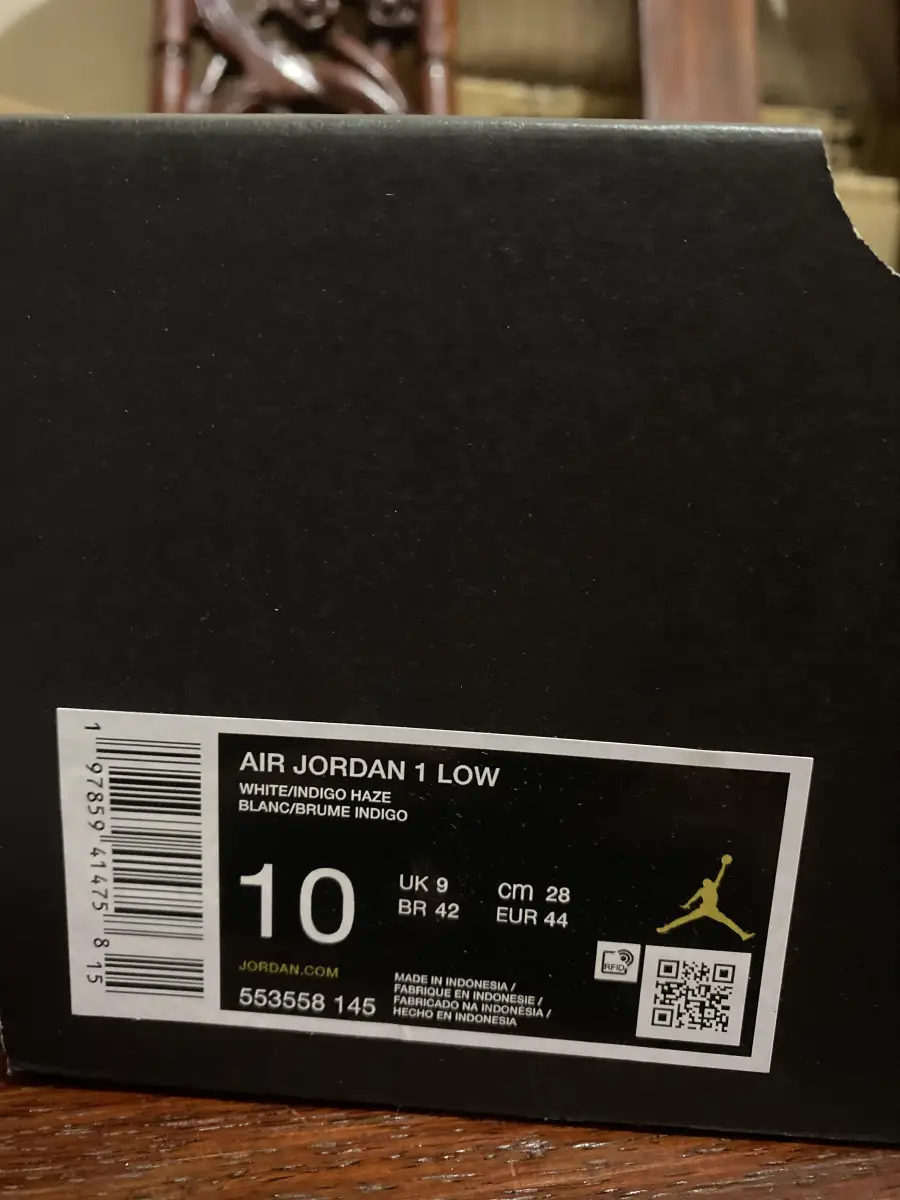 AIR JORDAN 1 LOW
WHITE/INDIGO HAZE
BLANC/BRUME INDIGO
10
UK 9 cm 28
BR 42 EUR 44
JORDAN.COM
553558 145
MADE IN INDONESIA /
FABRIQUE EN INDONESIE /
FABRICADO NA INDONÉSIA /
HECHO EN INDONESIA
RFID
1 97859 41475 8 15